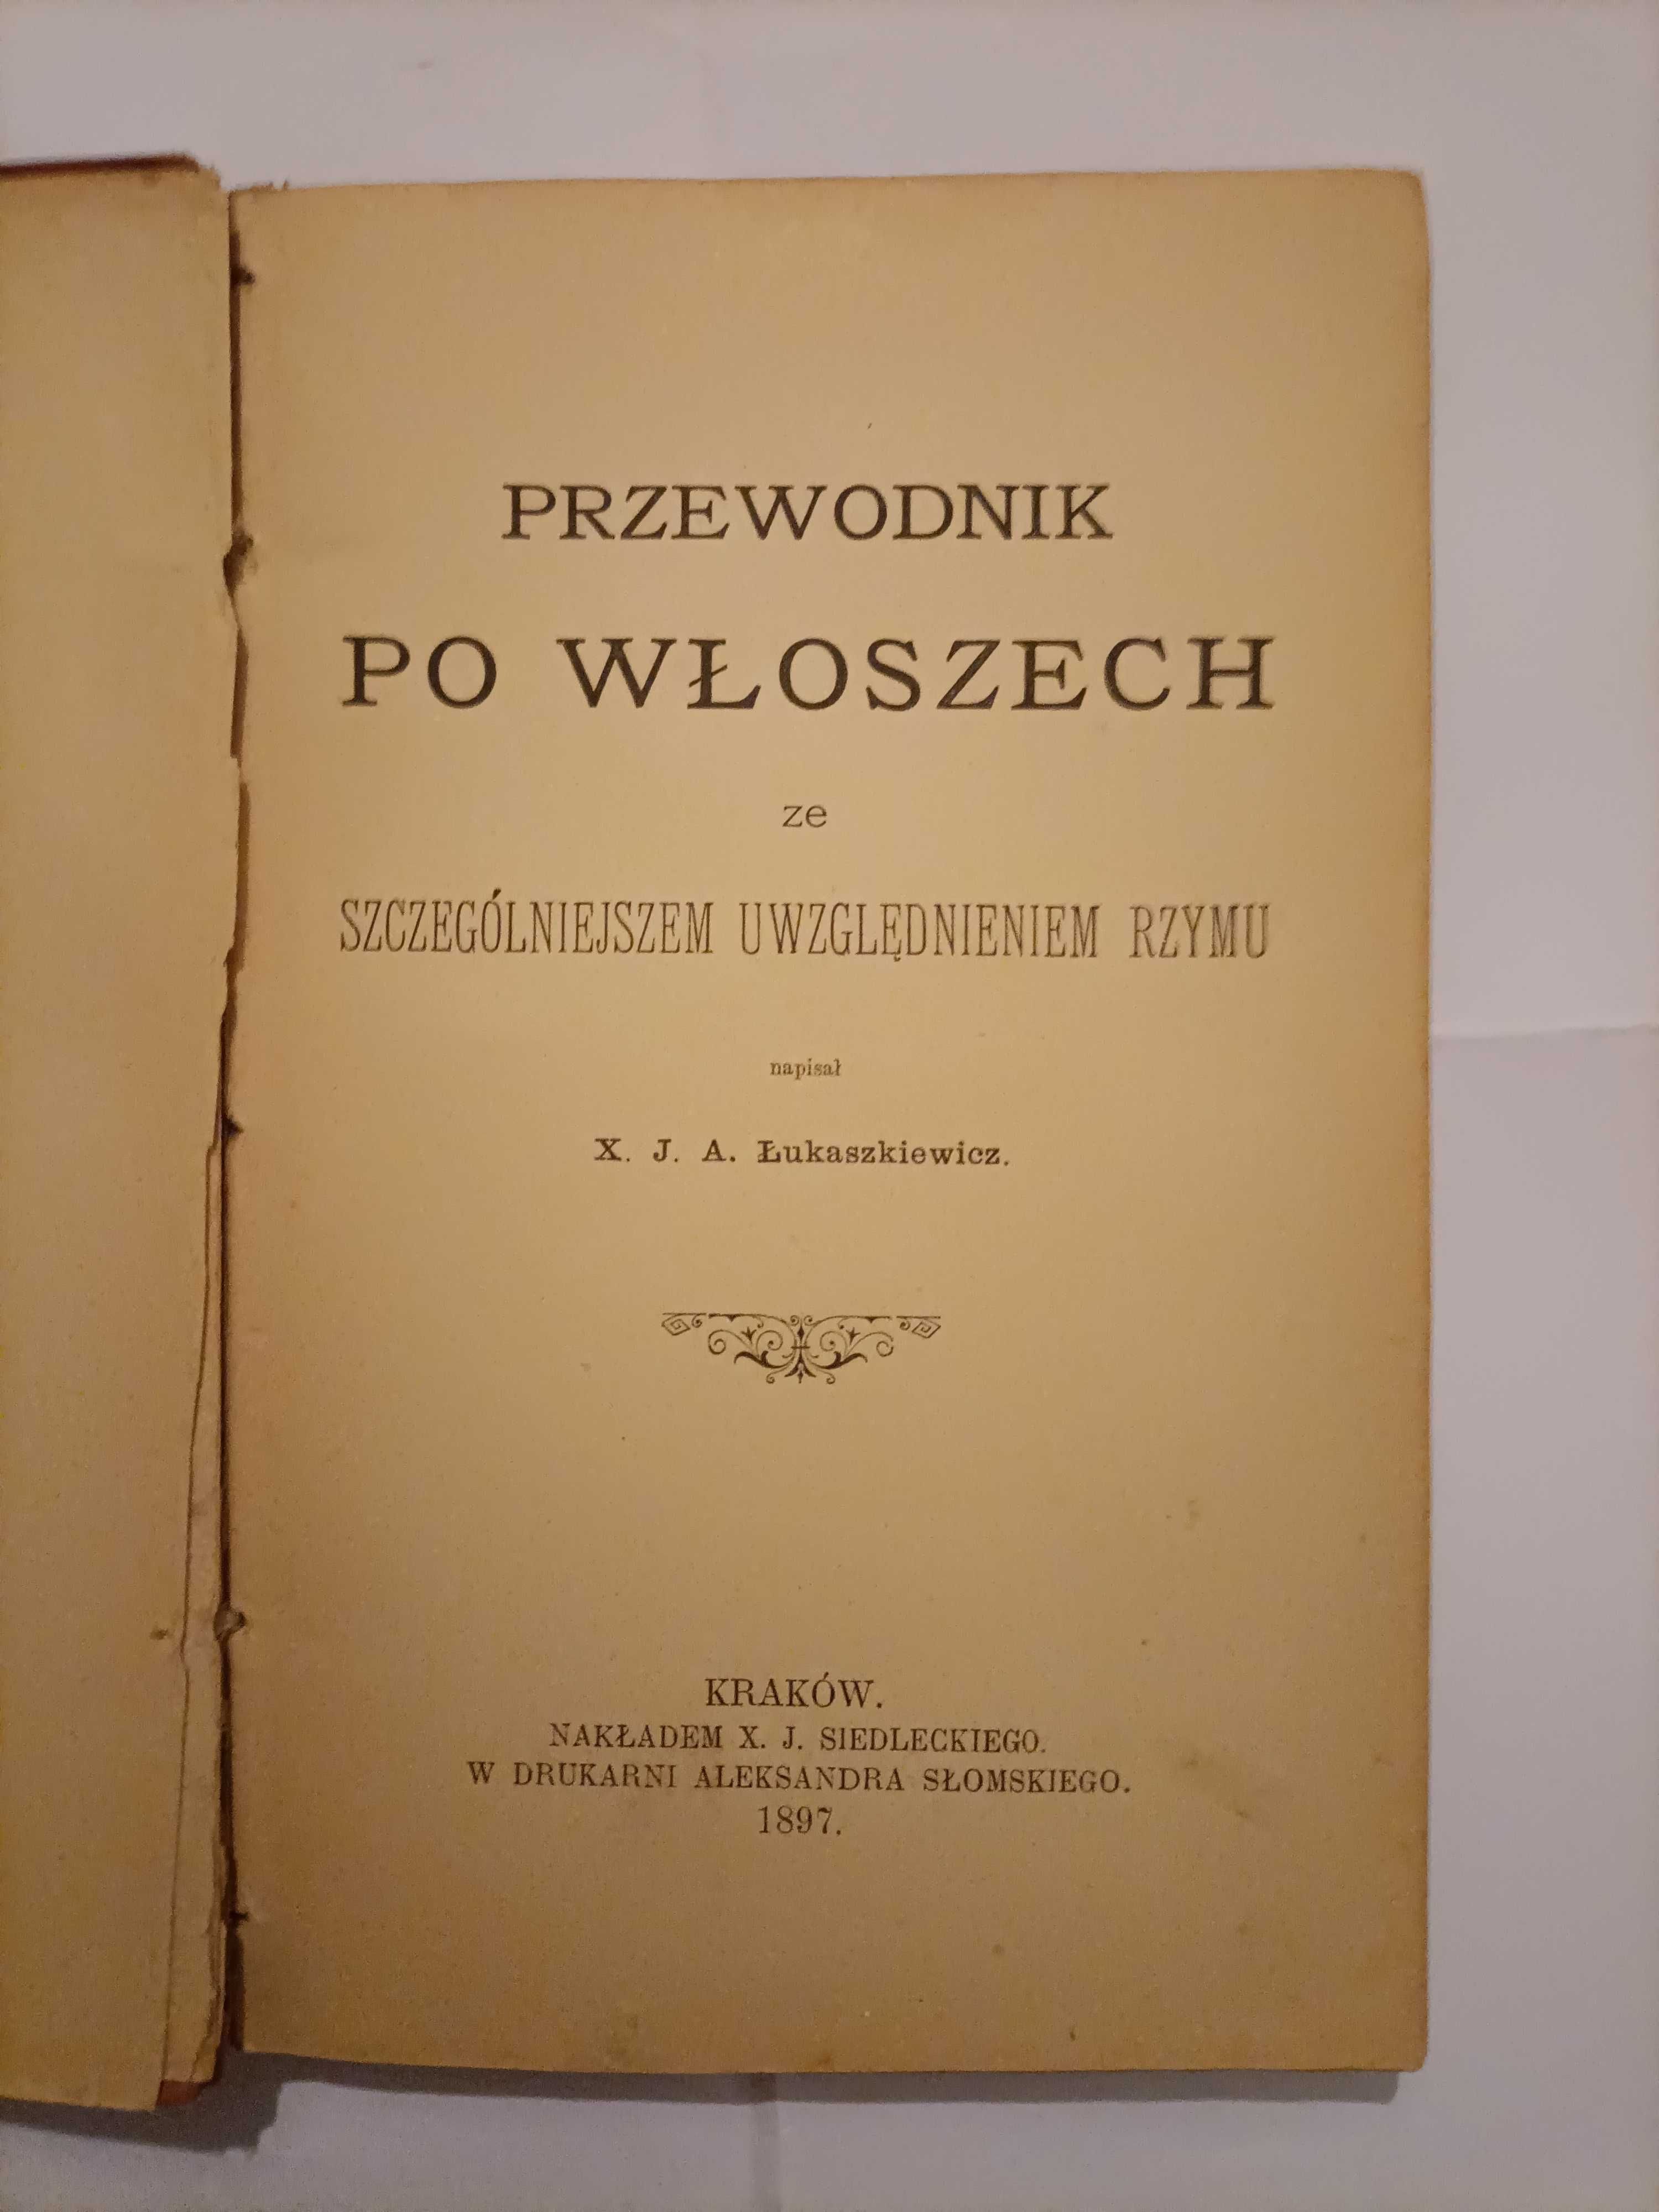 PRZEWODNIK
PO WŁOSZECH
ze
SZCZEGÓLNIEJSZEM UWZGLĘDNIENIEM RZYMU
napisał
X. J. A. Łukaszkiewicz.
KRAKÓW.
NAKŁADEM X. J. SIEDLECKIEGO.
W DRUKARNI ALEKSANDRA SŁOMSKIEGO.
1897.